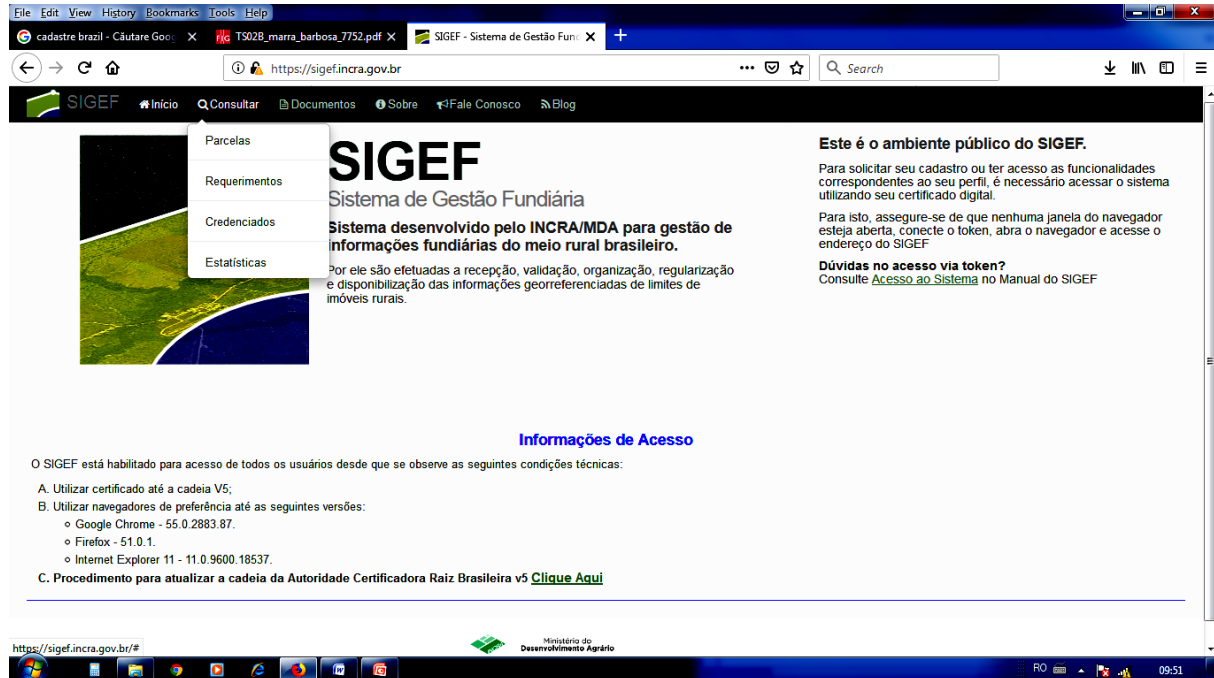 File Edit View History Bookmarks Tools Help
cadastre brazil - Căutare Goog
TS02B_marra_barbosa_7752.pdf
SIGEF - Sistema de Gestão Fund
https://sigef.incra.gov.br
Search
SIGEF Início Consultar Documentos Sobre Fale Conosco Blog
Parcelas
Requerimentos
Credenciados
Estatísticas
SIGEF
Sistema de Gestão Fundiária
Sistema desenvolvido pelo INCRA/MDA para gestão de
informações fundiárias do meio rural brasileiro.
Por ele são efetuadas a recepção, validação, organização, regularização
e disponibilização das informações georreferenciadas de limites de
imóveis rurais.
Este é o ambiente público do SIGEF.
Para solicitar seu cadastro ou ter acesso as funcionalidades
correspondentes ao seu perfil, é necessário acessar o sistema
utilizando seu certificado digital.
Para isto, assegure-se de que nenhuma janela do navegador
esteja aberta, conecte o token, abra o navegador e acesse o
endereço do SIGEF
Dúvidas no acesso via token?
Consulte Acesso ao Sistema no Manual do SIGEF
Informações de Acesso
O SIGEF está habilitado para acesso de todos os usuários desde que se observe as seguintes condições técnicas:
A. Utilizar certificado até a cadeia V5;
B. Utilizar navegadores de preferência até as seguintes versões:
Google Chrome - 55.0.2883.87.
Firefox - 51.0.1.
Internet Explorer 11 - 11.0.9600.18537.
C. Procedimento para atualizar a cadeia da Autoridade Certificadora Raiz Brasileira v5 Clique Aqui
https://sigef.incra.gov.br/#
Ministério do
Desenvolvimento Agrário
RO
09:51